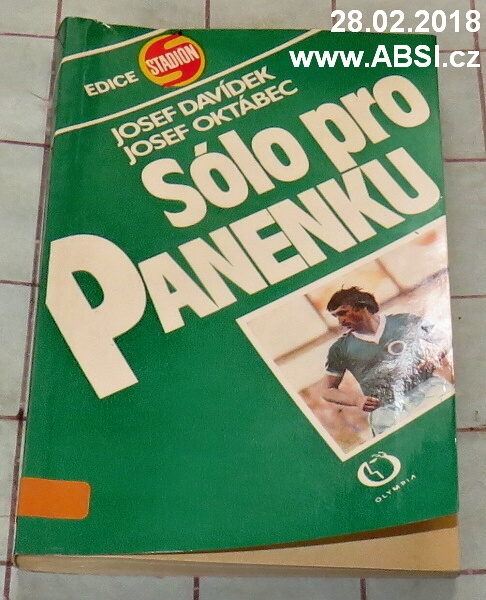 28.02.2018
www.ABSI.cz
EDICE STADION
JOSEF DAVÍDEK
JOSEF OKTÁBEC
Sólo pro
PANENKU
OLYMPIA